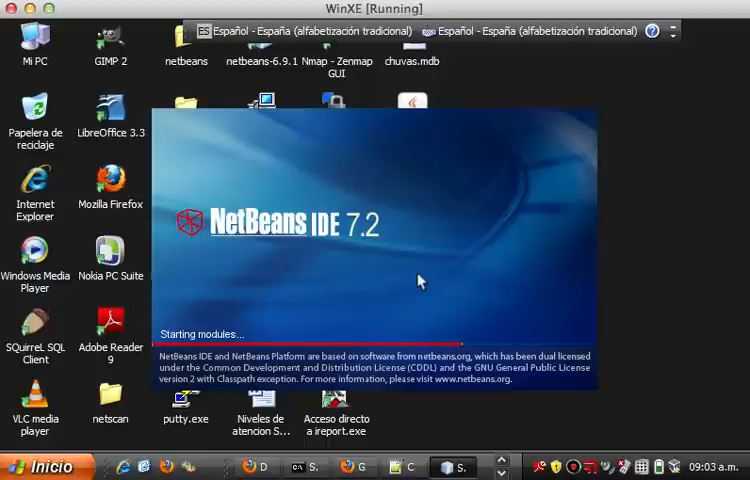 WinXE [Running]
ES Español - España (alfabetización tradicional) Español - España (alfabetización tradicional)
Mi PC
GIMP 2
netbeans
netbeans-6.9.1
Nmap - Zenmap
GUI
chuvas.mdb
Papelera de
reciclaje
LibreOffice 3.3
Internet
Explorer
Mozilla Firefox
Windows Media
Player
Nokia PC Suite
SQuirreL SQL
Client
Adobe Reader
9
VLC media
player
netscan
putty.exe
Niveles de
atencion S...
Acceso directo
a ireport.exe
NetBeans IDE 7.2
Starting modules...
NetBeans IDE and NetBeans Platform are based on software from netbeans.org, which has been dual licensed
under the Common Development and Distribution License (CDDL) and the GNU General Public License
version 2 with Classpath exception. For more information, please visit www.netbeans.org.
Inicio
D
S.
G
C
S.
09:03 a.m.